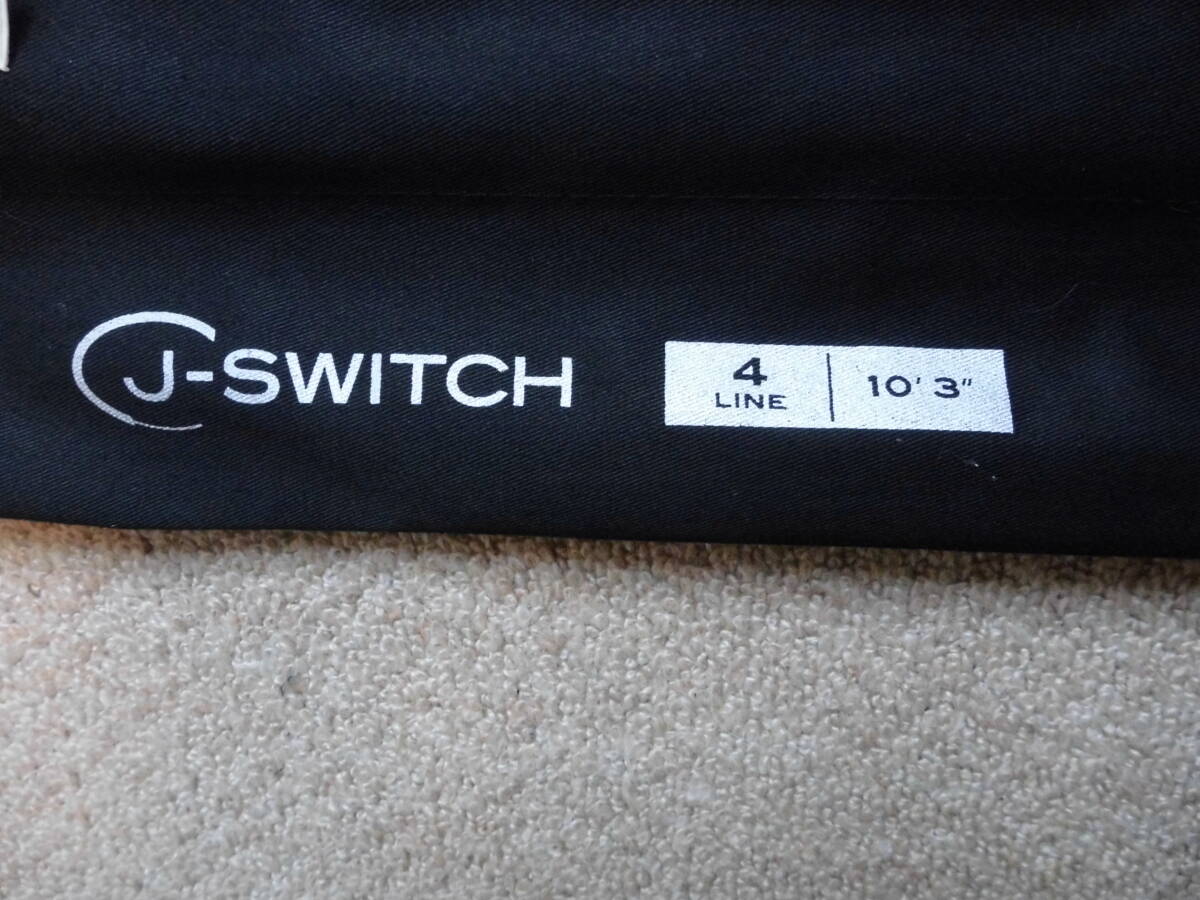 J-SWITCH
4
LINE
10' 3"